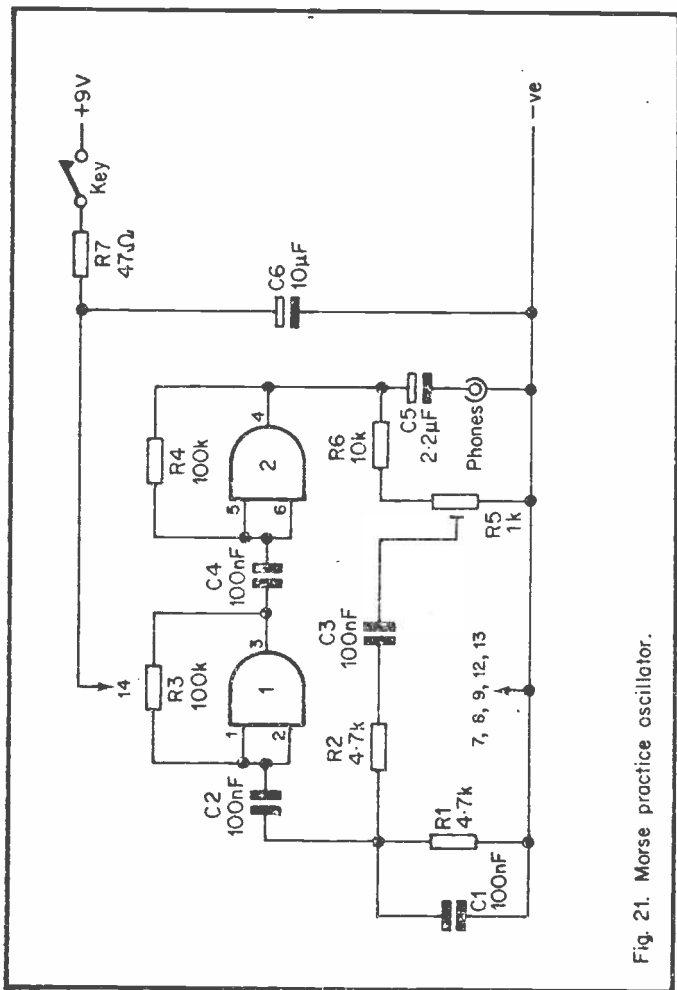 +9V
Key
R7
47Ω
C6
10µF
-ve
14
R3
100k
1
2
3
1
C2
100nF
C4
100nF
R4
100k
5
6
4
2
R6
10k
C5
2·2µF
Phones
R5
1k
C3
100nF
R2
4·7k
R1
4·7k
C1
100nF
7, 8, 9, 12, 13
Fig. 21. Morse practice oscillator.